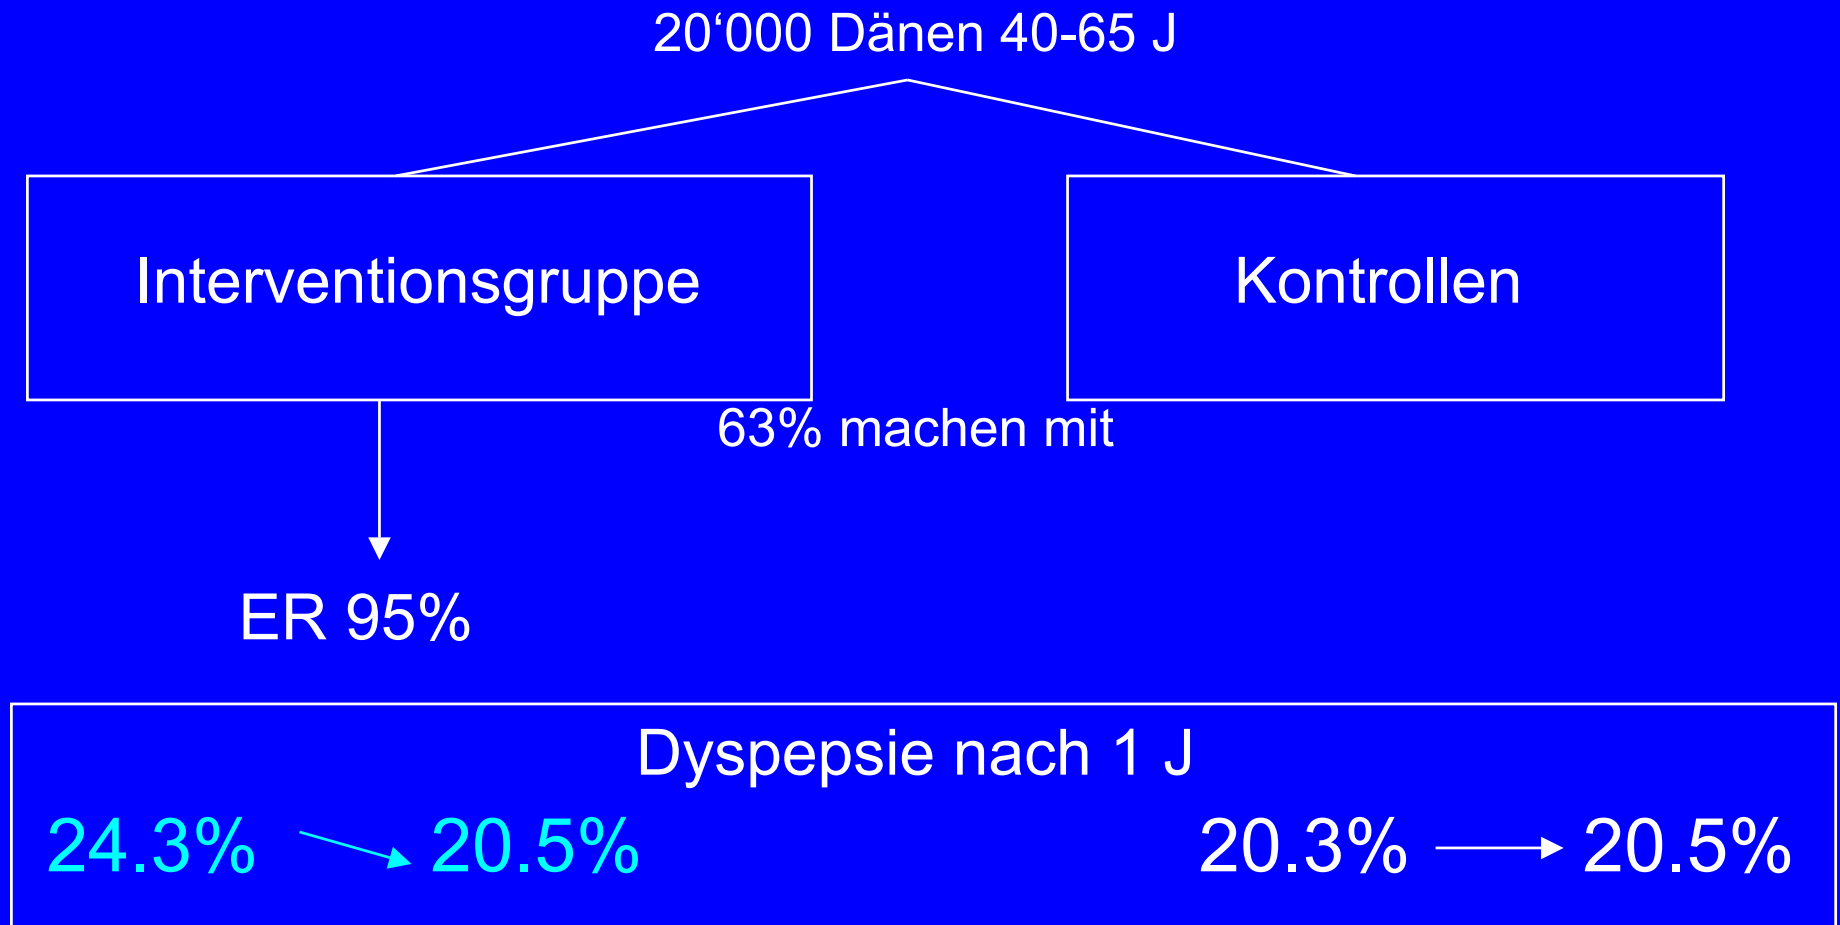 20‘000 Dänen 40-65 J
Interventionsgruppe
Kontrollen
63% machen mit
ER 95%
Dyspepsie nach 1 J
24.3% 20.5% 20.3% 20.5%